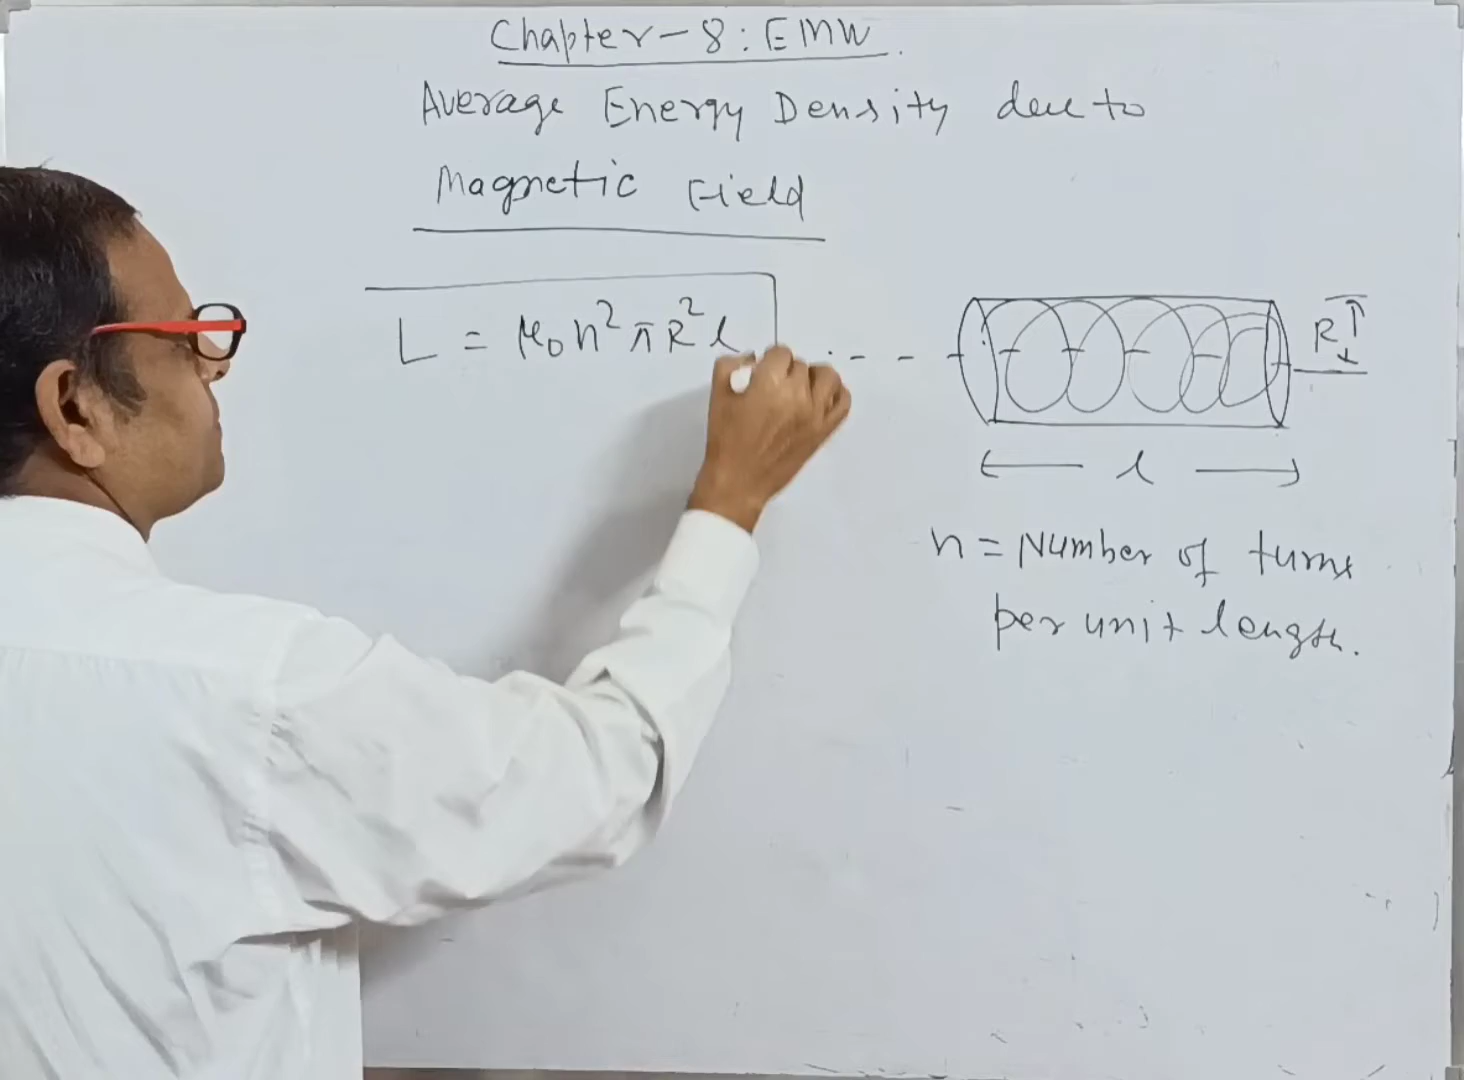 Chapter-8: EMW.
Average Energy Density due to
Magnetic Field
L = μ₀n²πR²l
R
l
n = Number of turns
per unit length.